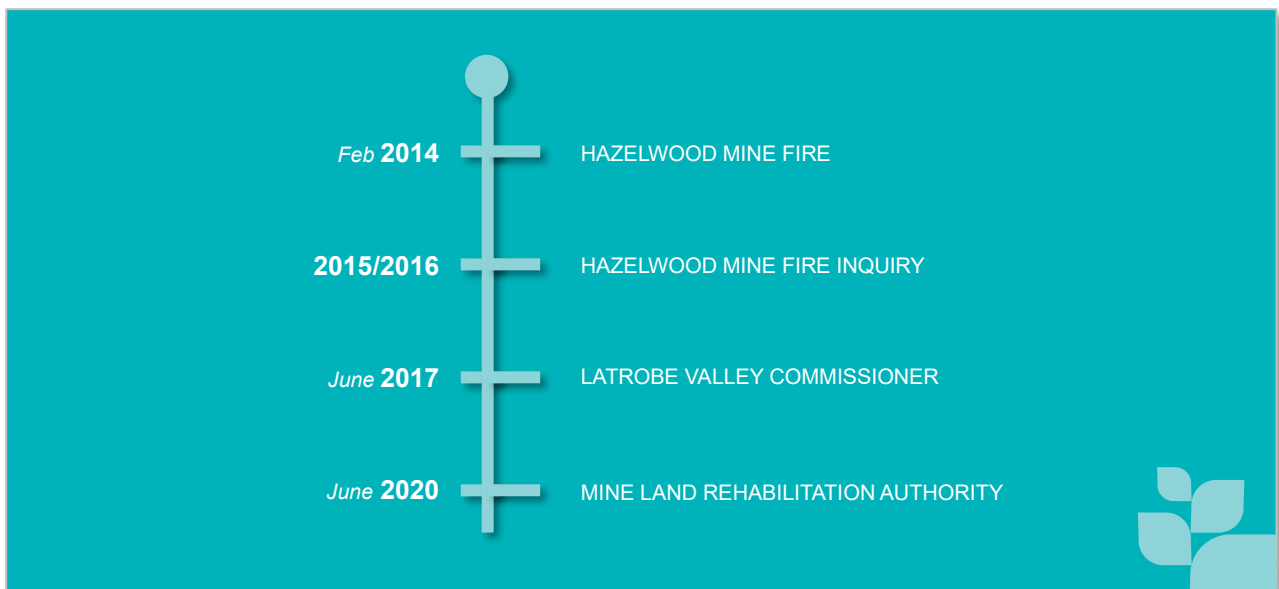 Feb 2014 HAZELWOOD MINE FIRE
2015/2016 HAZELWOOD MINE FIRE INQUIRY
June 2017 LATROBE VALLEY COMMISSIONER
June 2020 MINE LAND REHABILITATION AUTHORITY